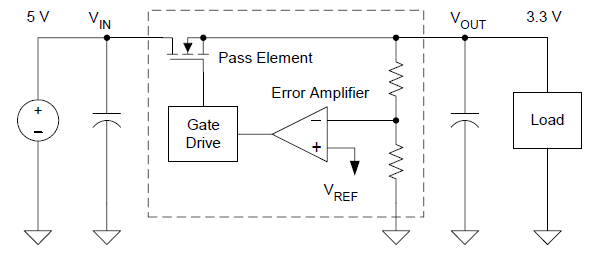 5 V
VIN
VOUT
3.3 V
Pass Element
Error Amplifier
Gate
Drive
Load
+
−
−
+
VREF